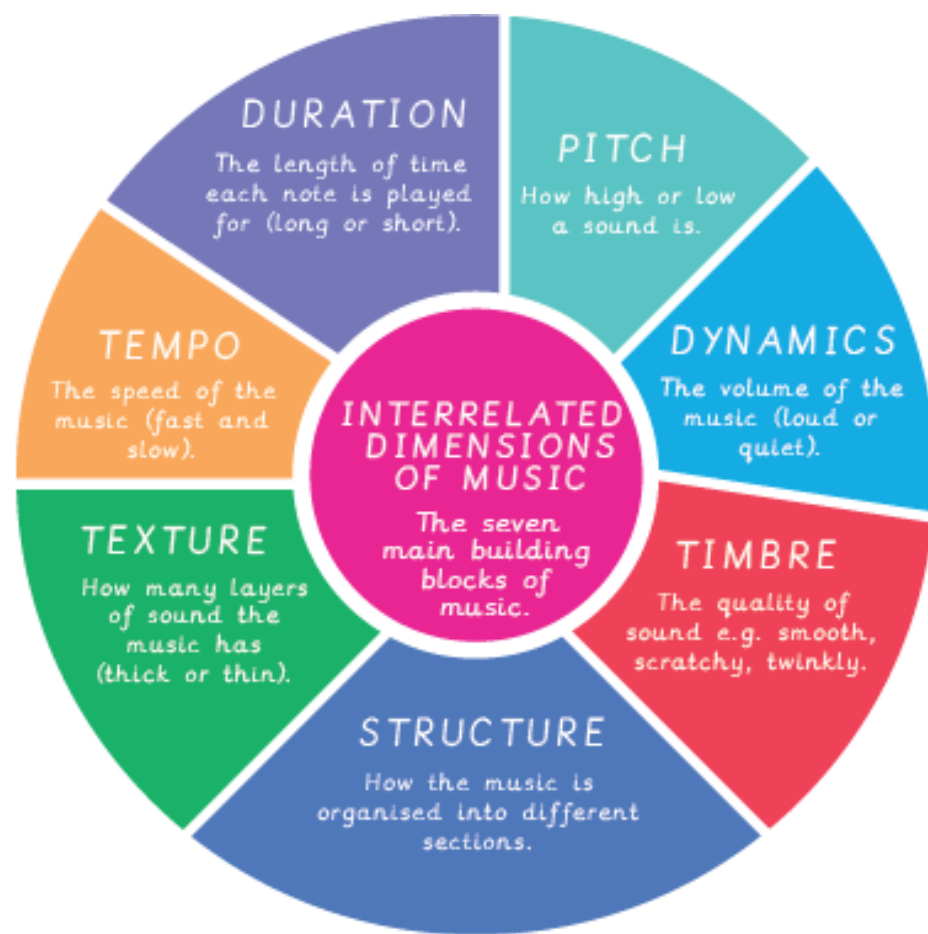 DURATION
The length of time
each note is played
for (long or short).
PITCH
How high or low
a sound is.
DYNAMICS
The volume of the
music (loud or
quiet).
TIMBRE
The quality of
sound e.g. smooth,
scratchy, twinkly.
STRUCTURE
How the music is
organised into different
sections.
TEXTURE
How many layers
of sound the
music has
(thick or thin).
TEMPO
The speed of the
music (fast and
slow).
INTERRELATED
DIMENSIONS
OF MUSIC
The seven
main building
blocks of
music.